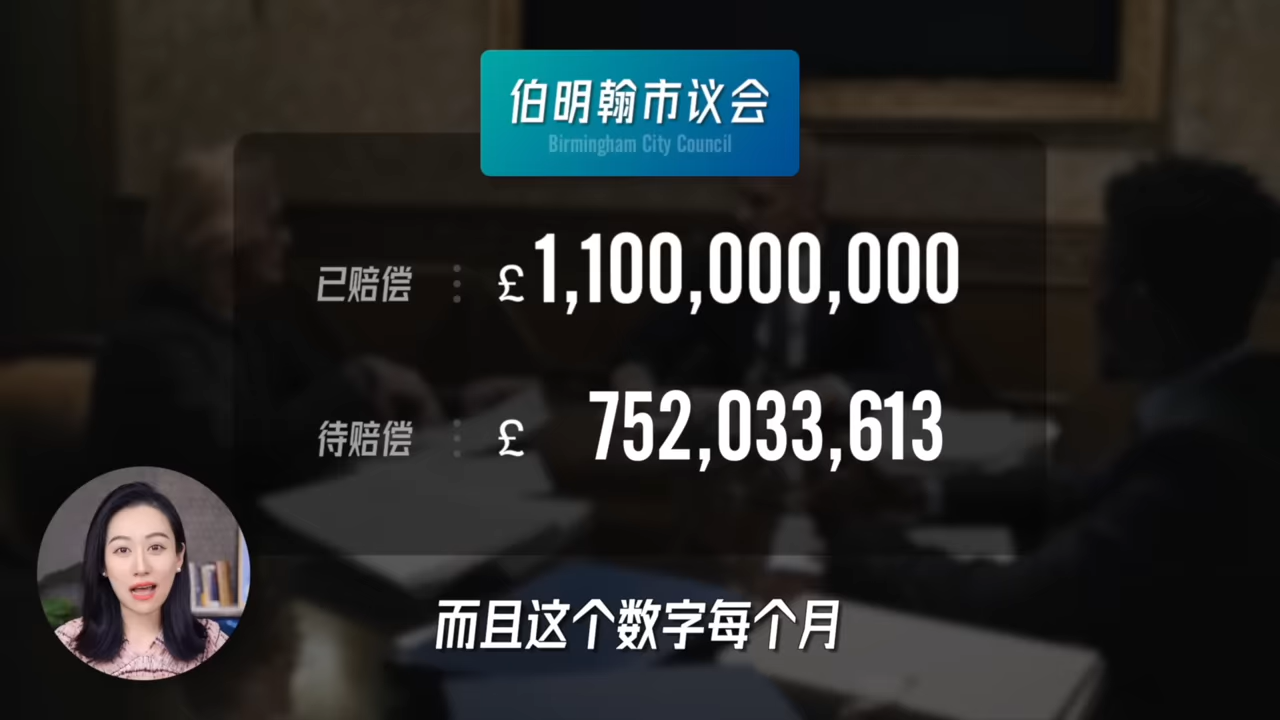 伯明翰市议会
Birmingham City Council
已赔偿 : £1,100,000,000
待赔偿 : £ 752,033,613
而且这个数字每个月